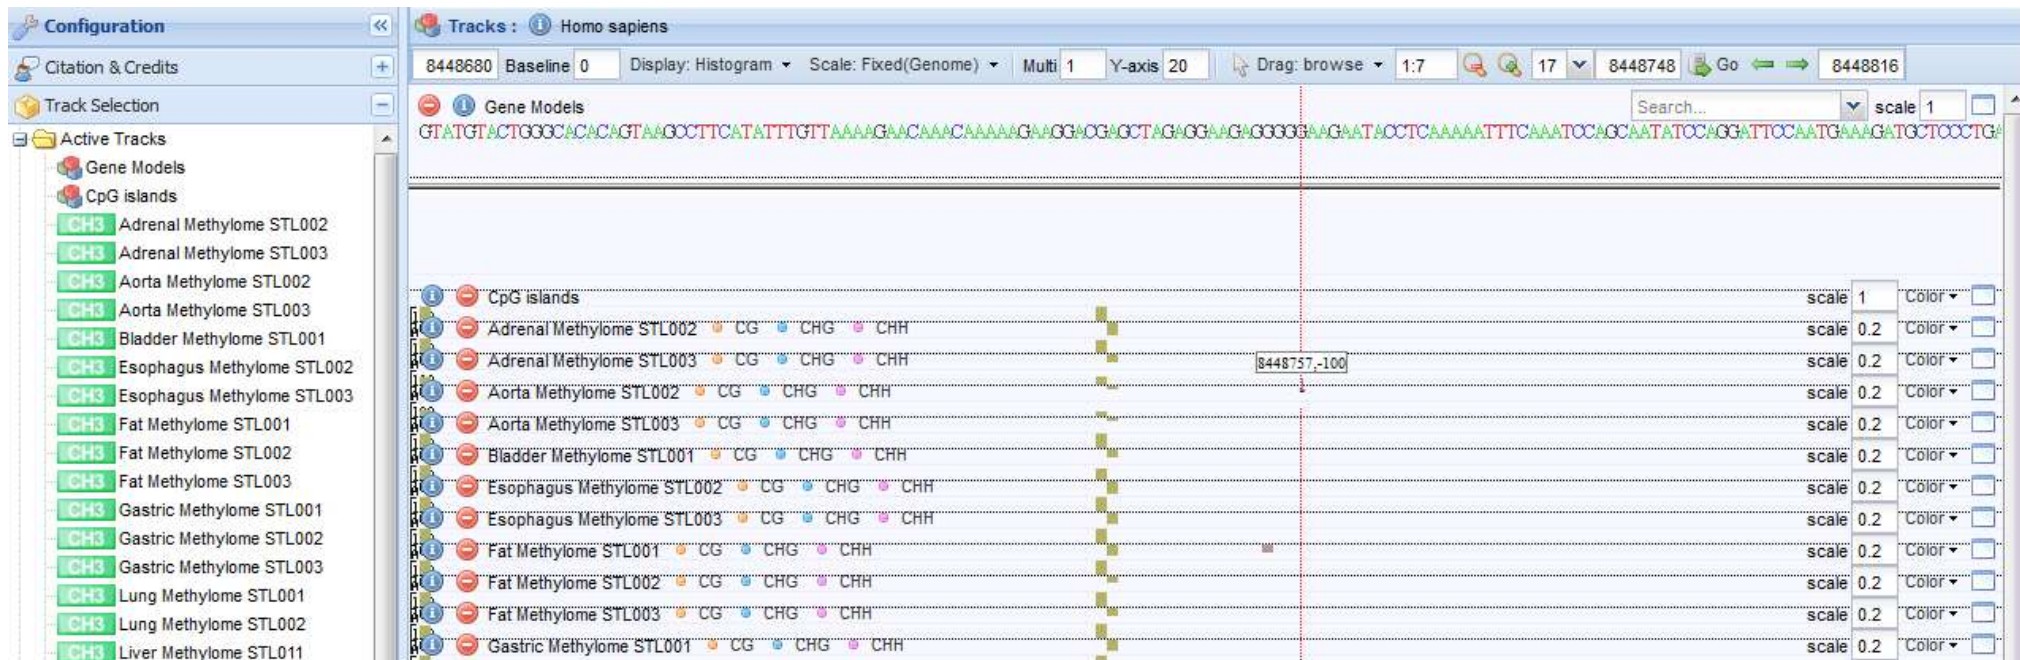 Configuration
Citation & Credits
Track Selection
Active Tracks
Gene Models
CpG islands
CH3 Adrenal Methylome STL002
CH3 Adrenal Methylome STL003
CH3 Aorta Methylome STL002
CH3 Aorta Methylome STL003
CH3 Bladder Methylome STL001
CH3 Esophagus Methylome STL002
CH3 Esophagus Methylome STL003
CH3 Fat Methylome STL001
CH3 Fat Methylome STL002
CH3 Fat Methylome STL003
CH3 Gastric Methylome STL001
CH3 Gastric Methylome STL002
CH3 Gastric Methylome STL003
CH3 Lung Methylome STL001
CH3 Lung Methylome STL002
CH3 Liver Methylome STL011
Tracks : Homo sapiens
8448680 Baseline 0 Display: Histogram Scale: Fixed(Genome) Multi 1 Y-axis 20 Drag: browse 1:7 17 8448748 Go 8448816
Gene Models Search... scale 1
GTATGTACTGGGCACACAGTAAGCCTTCATATTTGTTAAAAGAACAAACAAAAAGAAGGACGAGCTAGAGGAAGAGGGGGAAGAATACCTCAAAAATTTCAAATCCAGCAATATCCAGGATTCCAATGAAAGATGCTCCCTGA
CpG islands scale 1 Color
Adrenal Methylome STL002 CG CHG CHH scale 0.2 Color
Adrenal Methylome STL003 CG CHG CHH scale 0.2 Color
8448757,-100
Aorta Methylome STL002 CG CHG CHH scale 0.2 Color
Aorta Methylome STL003 CG CHG CHH scale 0.2 Color
Bladder Methylome STL001 CG CHG CHH scale 0.2 Color
Esophagus Methylome STL002 CG CHG CHH scale 0.2 Color
Esophagus Methylome STL003 CG CHG CHH scale 0.2 Color
Fat Methylome STL001 CG CHG CHH scale 0.2 Color
Fat Methylome STL002 CG CHG CHH scale 0.2 Color
Fat Methylome STL003 CG CHG CHH scale 0.2 Color
Gastric Methylome STL001 CG CHG CHH scale 0.2 Color